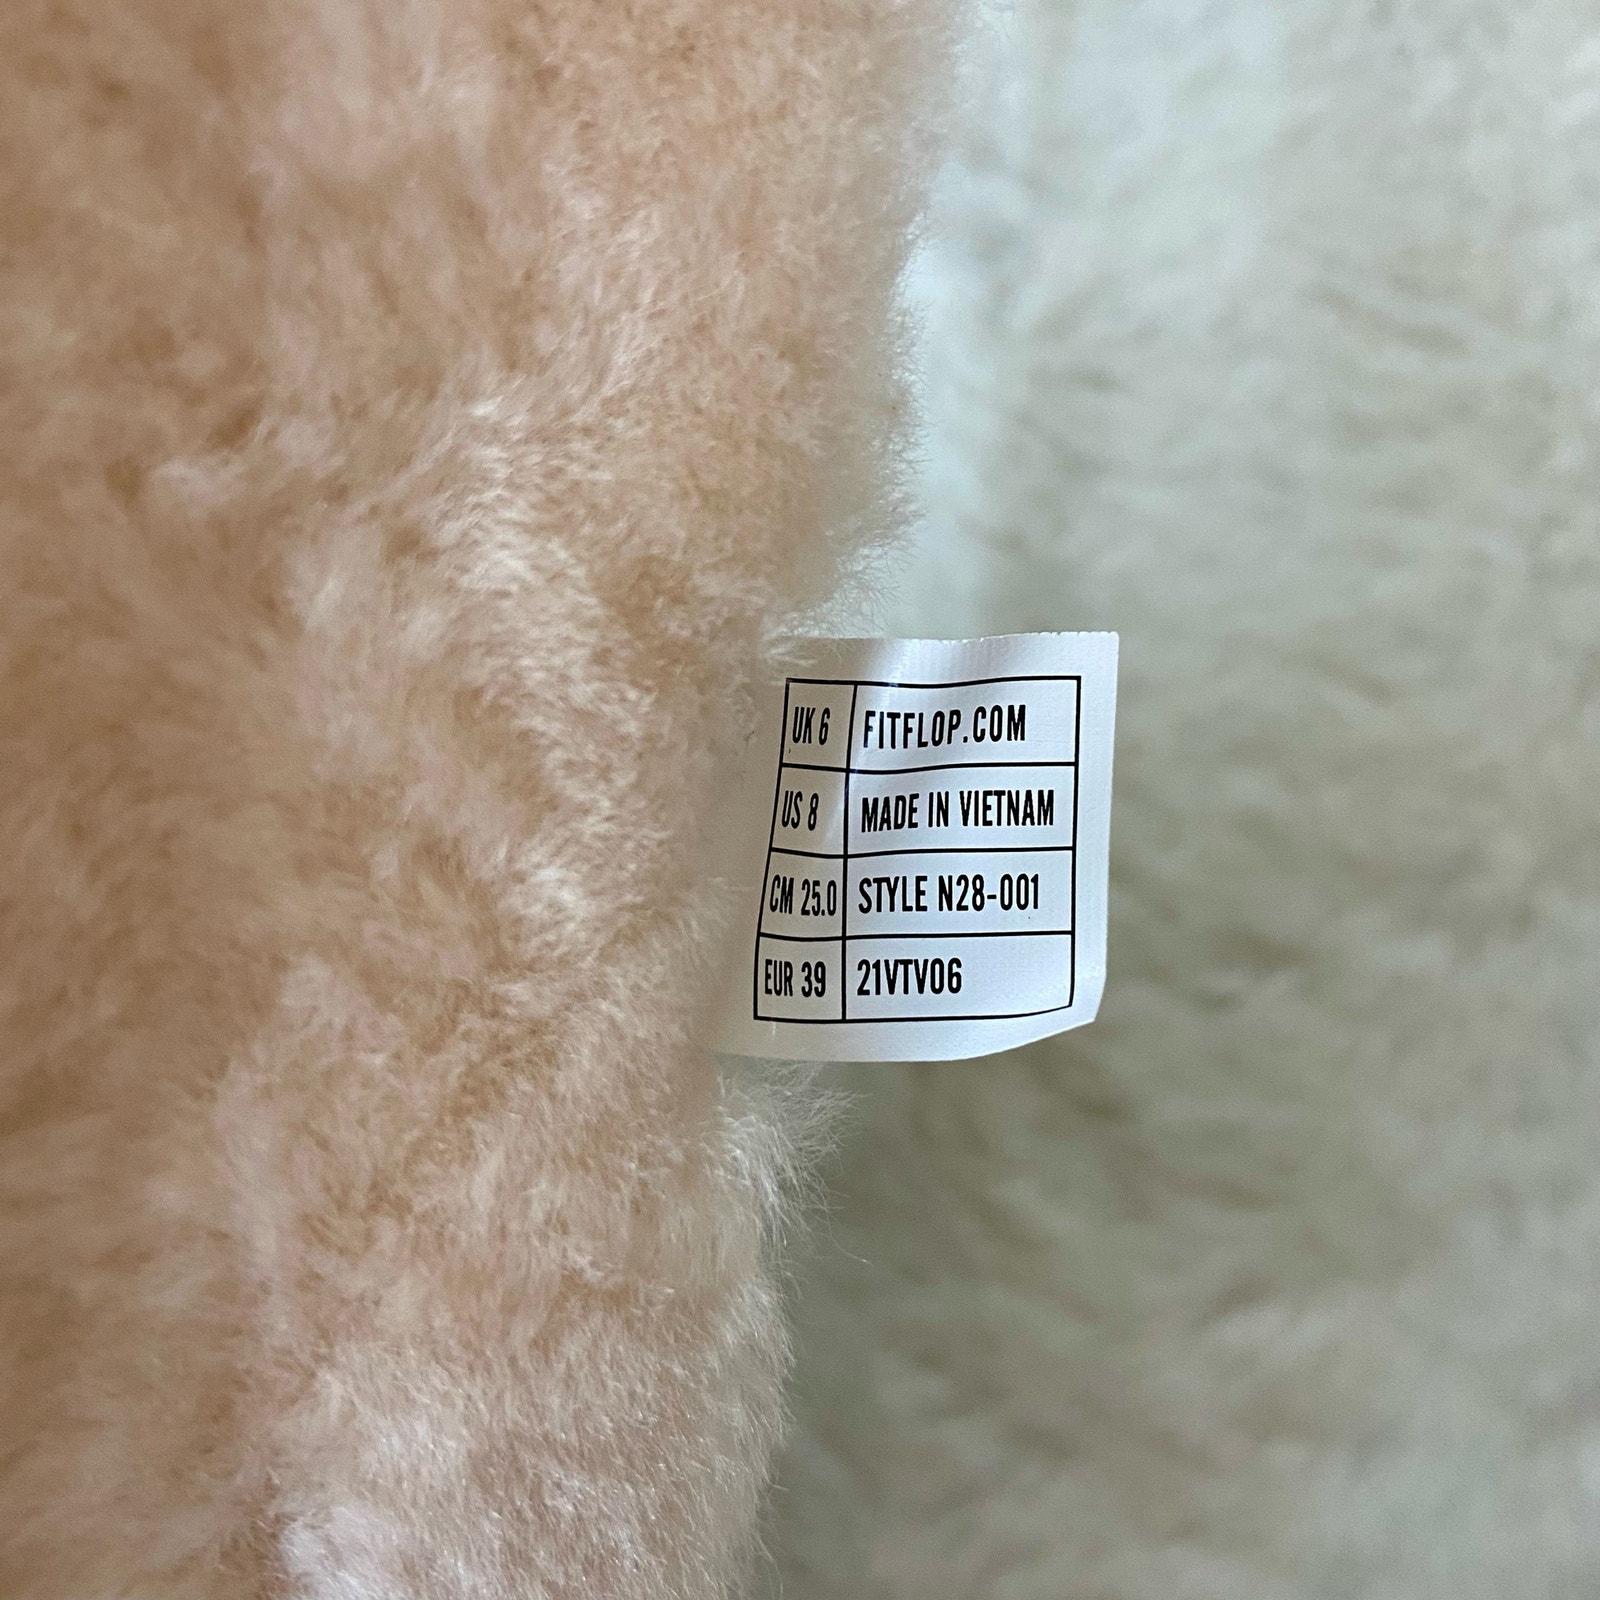 UK 6 FITFLOP.COM
US 8 MADE IN VIETNAM
CM 25.0 STYLE N28-001
EUR 39 21VTV06